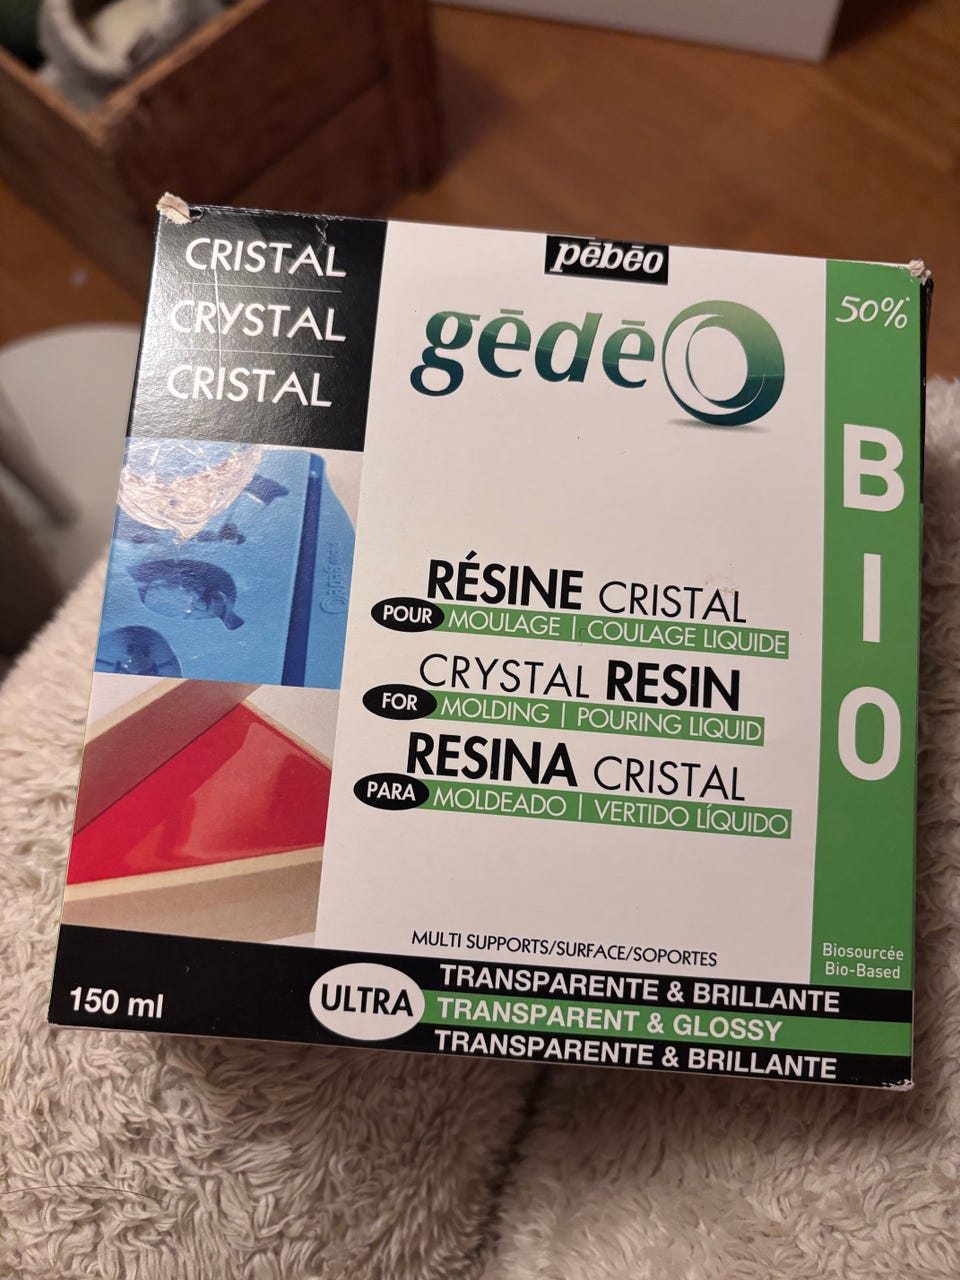 CRISTAL
CRYSTAL
CRISTAL
pēbēo
gēdēO
50%*
BIO
RÉSINE CRISTAL
POUR MOULAGE | COULAGE LIQUIDE
CRYSTAL RESIN
FOR MOLDING | POURING LIQUID
RESINA CRISTAL
PARA MOLDEADO | VERTIDO LÍQUIDO
Biosourcée
Bio-Based
MULTI SUPPORTS/SURFACE/SOPORTES
150 ml
ULTRA
TRANSPARENTE & BRILLANTE
TRANSPARENT & GLOSSY
TRANSPARENTE & BRILLANTE